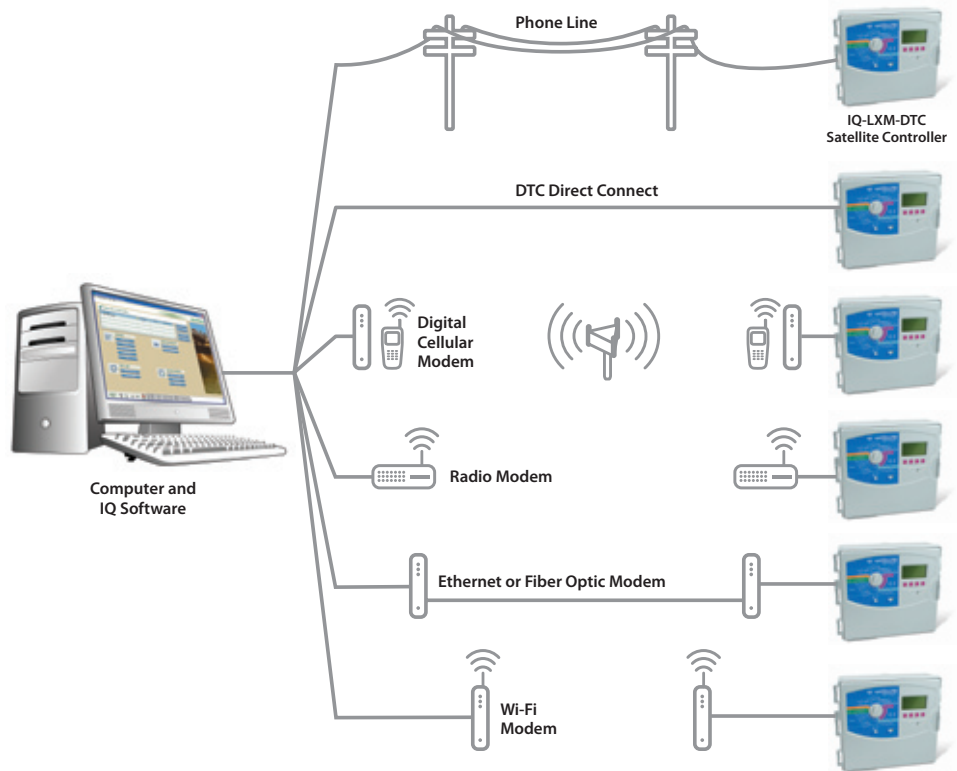 Phone Line
IQ-LXM-DTC
Satellite Controller
DTC Direct Connect
Digital
Cellular
Modem
Radio Modem
Computer and
IQ Software
Ethernet or Fiber Optic Modem
Wi-Fi
Modem